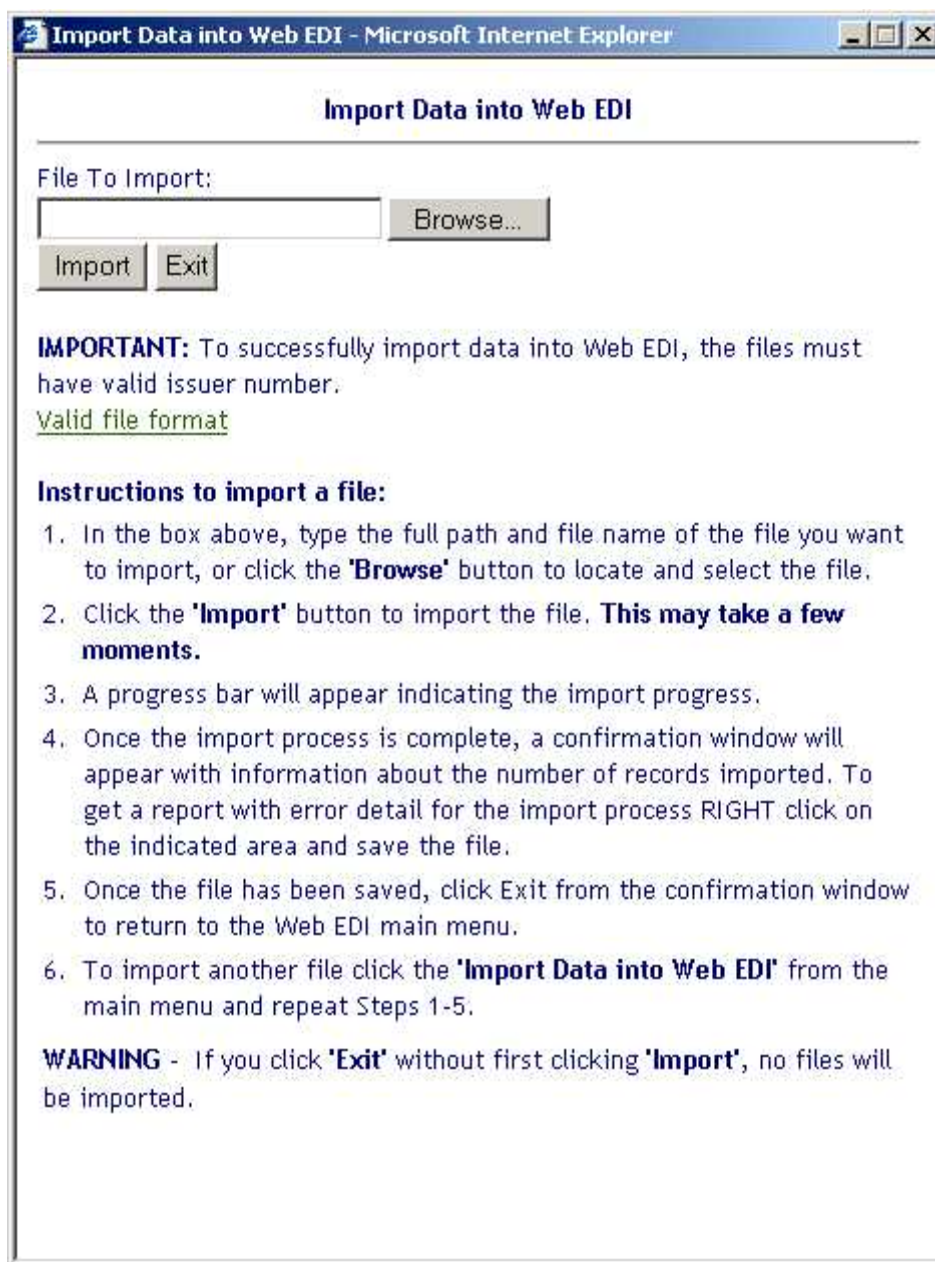 Import Data into Web EDI - Microsoft Internet Explorer
Import Data into Web EDI
File To Import:
Browse...
Import Exit
IMPORTANT: To successfully import data into Web EDI, the files must
have valid issuer number.
Valid file format
Instructions to import a file:
1. In the box above, type the full path and file name of the file you want
to import, or click the 'Browse' button to locate and select the file.
2. Click the 'Import' button to import the file. This may take a few
moments.
3. A progress bar will appear indicating the import progress.
4. Once the import process is complete, a confirmation window will
appear with information about the number of records imported. To
get a report with error detail for the import process RIGHT click on
the indicated area and save the file.
5. Once the file has been saved, click Exit from the confirmation window
to return to the Web EDI main menu.
6. To import another file click the 'Import Data into Web EDI' from the
main menu and repeat Steps 1-5.
WARNING - If you click 'Exit' without first clicking 'Import', no files will
be imported.